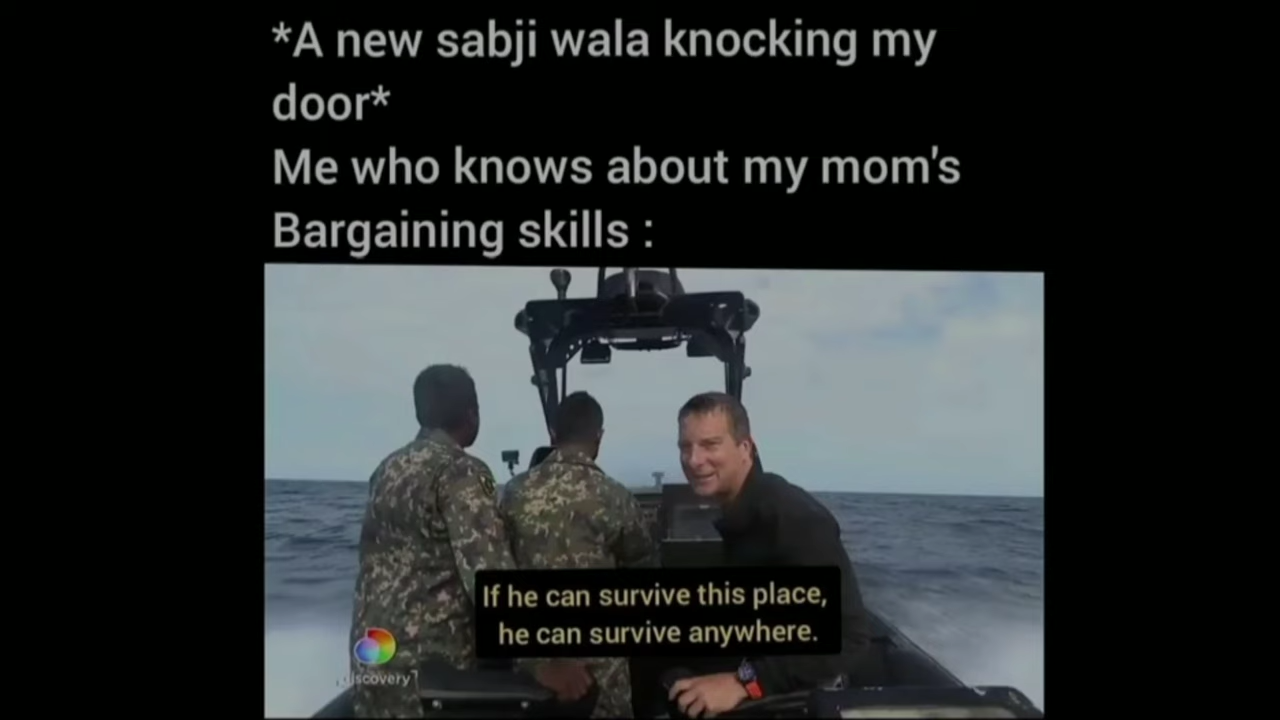 *A new sabji wala knocking my
door*
Me who knows about my mom's
Bargaining skills :
If he can survive this place,
he can survive anywhere.
discovery